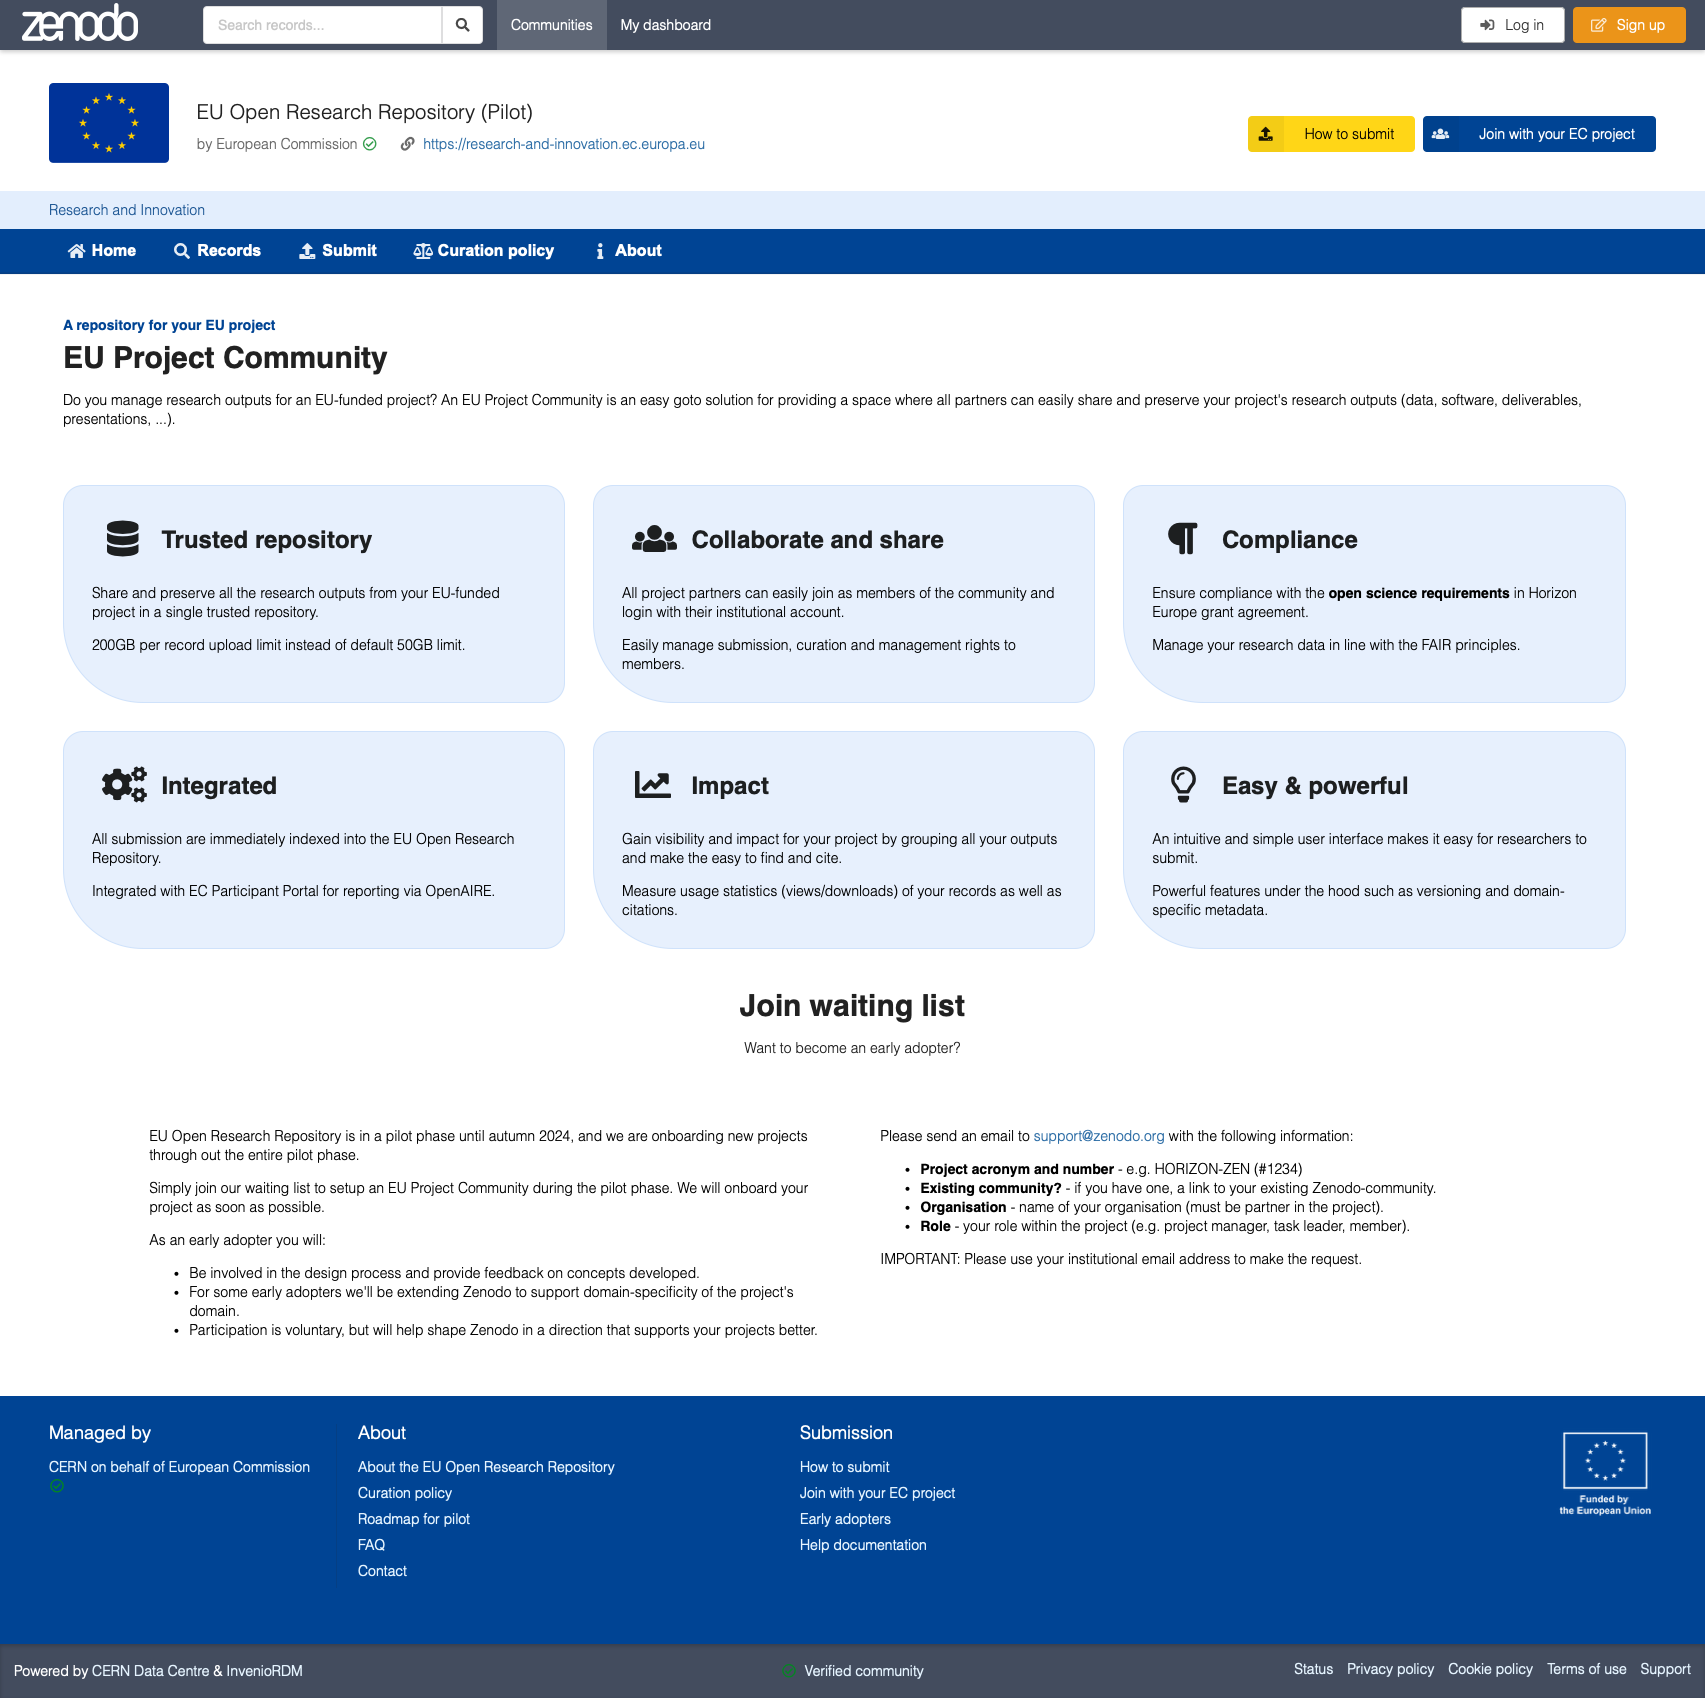 zenodo
Search records...
Communities
My dashboard
Log in
Sign up
EU Open Research Repository (Pilot)
by European Commission
https://research-and-innovation.ec.europa.eu
How to submit
Join with your EC project
Research and Innovation
Home
Records
Submit
Curation policy
About
A repository for your EU project
EU Project Community
Do you manage research outputs for an EU-funded project? An EU Project Community is an easy goto solution for providing a space where all partners can easily share and preserve your project's research outputs (data, software, deliverables,
presentations, ...).
Trusted repository
Share and preserve all the research outputs from your EU-funded
project in a single trusted repository.
200GB per record upload limit instead of default 50GB limit.
Collaborate and share
All project partners can easily join as members of the community and
login with their institutional account.
Easily manage submission, curation and management rights to
members.
Compliance
Ensure compliance with the open science requirements in Horizon
Europe grant agreement.
Manage your research data in line with the FAIR principles.
Integrated
All submission are immediately indexed into the EU Open Research
Repository.
Integrated with EC Participant Portal for reporting via OpenAIRE.
Impact
Gain visibility and impact for your project by grouping all your outputs
and make the easy to find and cite.
Measure usage statistics (views/downloads) of your records as well as
citations.
Easy & powerful
An intuitive and simple user interface makes it easy for researchers to
submit.
Powerful features under the hood such as versioning and domain-
specific metadata.
Join waiting list
Want to become an early adopter?
EU Open Research Repository is in a pilot phase until autumn 2024, and we are onboarding new projects
through out the entire pilot phase.
Simply join our waiting list to setup an EU Project Community during the pilot phase. We will onboard your
project as soon as possible.
As an early adopter you will:
• Be involved in the design process and provide feedback on concepts developed.
• For some early adopters we'll be extending Zenodo to support domain-specificity of the project's
domain.
• Participation is voluntary, but will help shape Zenodo in a direction that supports your projects better.
Please send an email to support@zenodo.org with the following information:
• Project acronym and number - e.g. HORIZON-ZEN (#1234)
• Existing community? - if you have one, a link to your existing Zenodo-community.
• Organisation - name of your organisation (must be partner in the project).
• Role - your role within the project (e.g. project manager, task leader, member).
IMPORTANT: Please use your institutional email address to make the request.
Managed by
CERN on behalf of European Commission
About
About the EU Open Research Repository
Curation policy
Roadmap for pilot
FAQ
Contact
Submission
How to submit
Join with your EC project
Early adopters
Help documentation
Funded by
the European Union
Powered by CERN Data Centre & InvenioRDM
Verified community
Status
Privacy policy
Cookie policy
Terms of use
Support